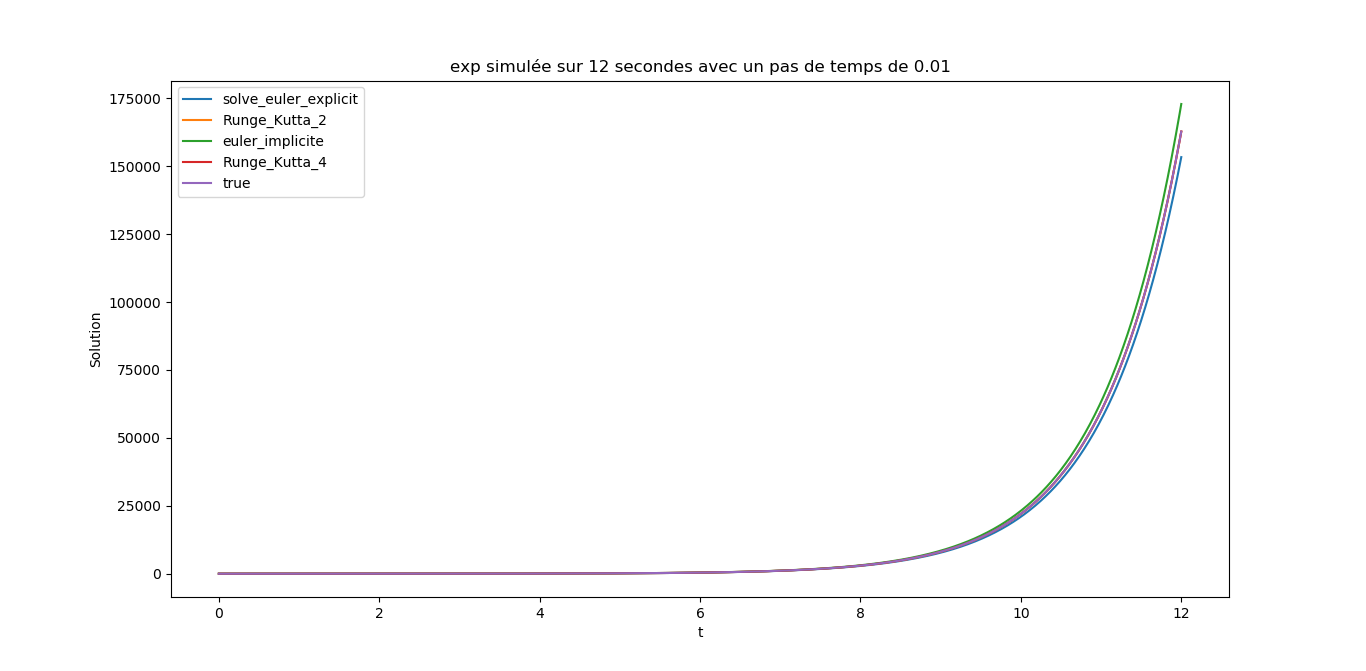 exp simulée sur 12 secondes avec un pas de temps de 0.01
solve_euler_explicit
Runge_Kutta_2
euler_implicite
Runge_Kutta_4
true
175000
150000
125000
100000
75000
50000
25000
0
Solution
0 2 4 6 8 10 12
t